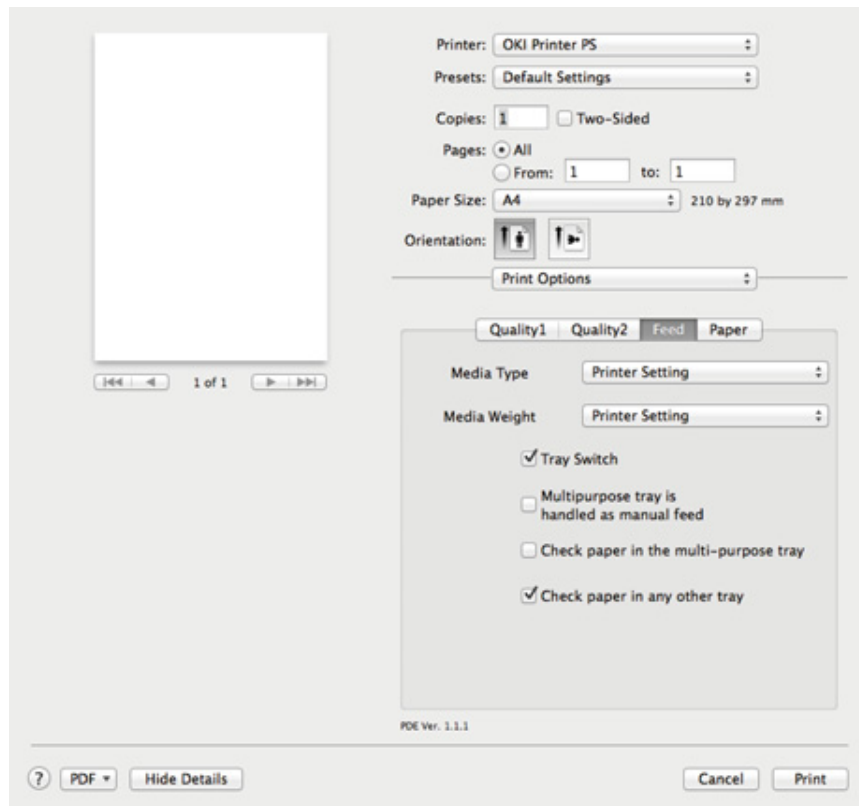 Printer: OKI Printer PS
Presets: Default Settings
Copies: 1 Two-Sided
Pages: All
From: 1 to: 1
Paper Size: A4 210 by 297 mm
Orientation:
Print Options
Quality1 Quality2 Feed Paper
Media Type Printer Setting
Media Weight Printer Setting
Tray Switch
Multipurpose tray is
handled as manual feed
Check paper in the multi-purpose tray
Check paper in any other tray
1 of 1
PDE Ver. 1.1.1
? PDF Hide Details Cancel Print